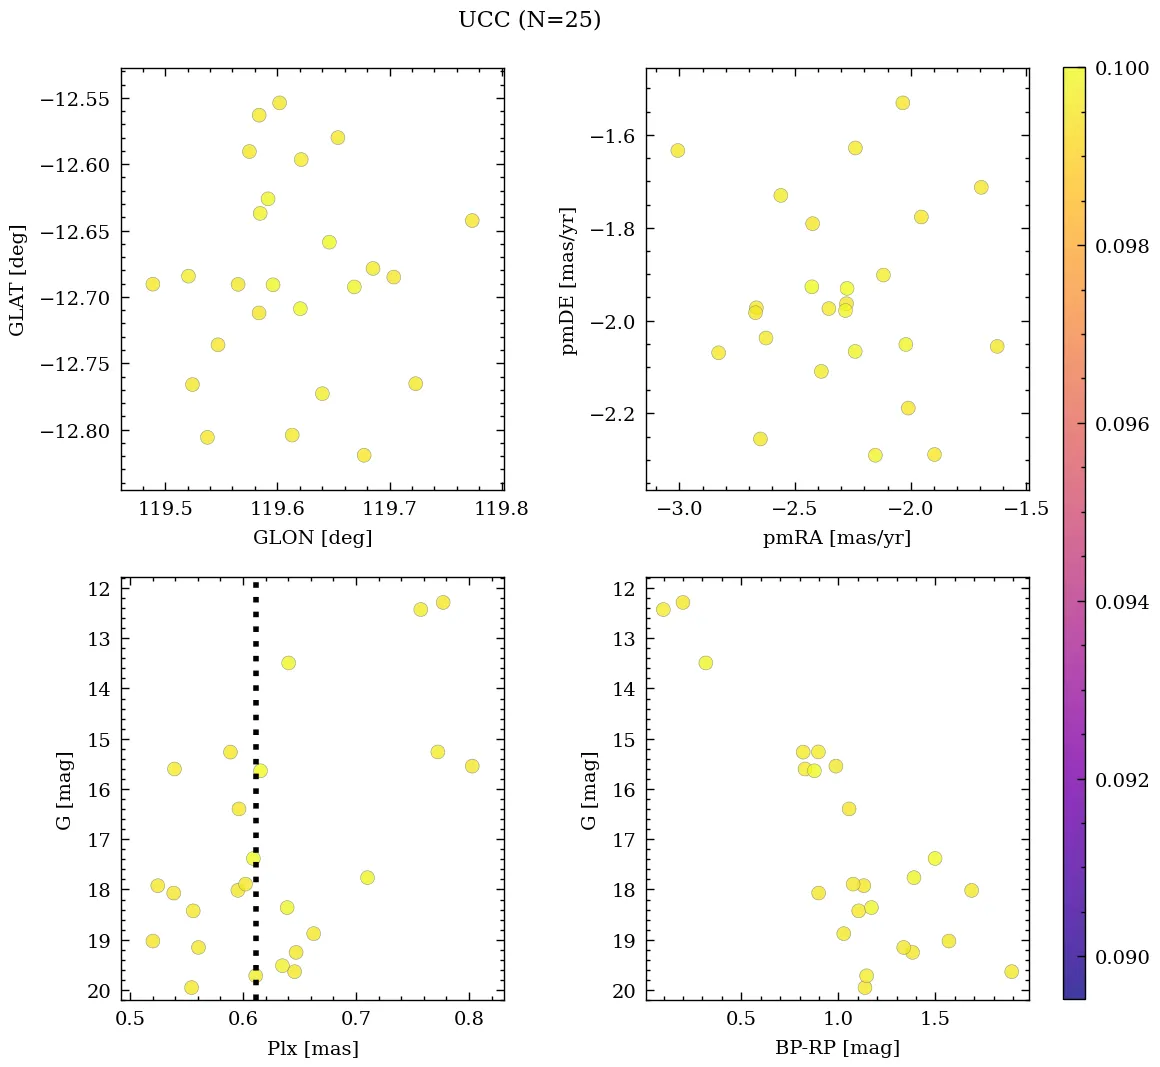 UCC (N=25)
−12.55
−12.60
−12.65
−12.70
−12.75
−12.80
GLAT [deg]
119.5 119.6 119.7 119.8
GLON [deg]
−1.6
−1.8
−2.0
−2.2
pmDE [mas/yr]
−3.0 −2.5 −2.0 −1.5
pmRA [mas/yr]
12
13
14
15
16
17
18
19
20
G [mag]
0.5 0.6 0.7 0.8
Plx [mas]
12
13
14
15
16
17
18
19
20
G [mag]
0.5 1.0 1.5
BP-RP [mag]
0.100
0.098
0.096
0.094
0.092
0.090